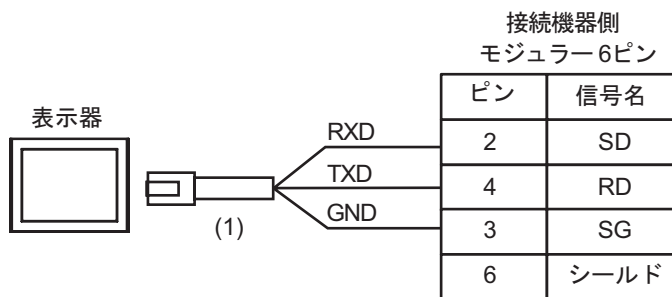 接続機器側
モジュラー 6ピン
ピン 信号名
表示器
RXD 2 SD
TXD 4 RD
GND 3 SG
(1)
6 シールド